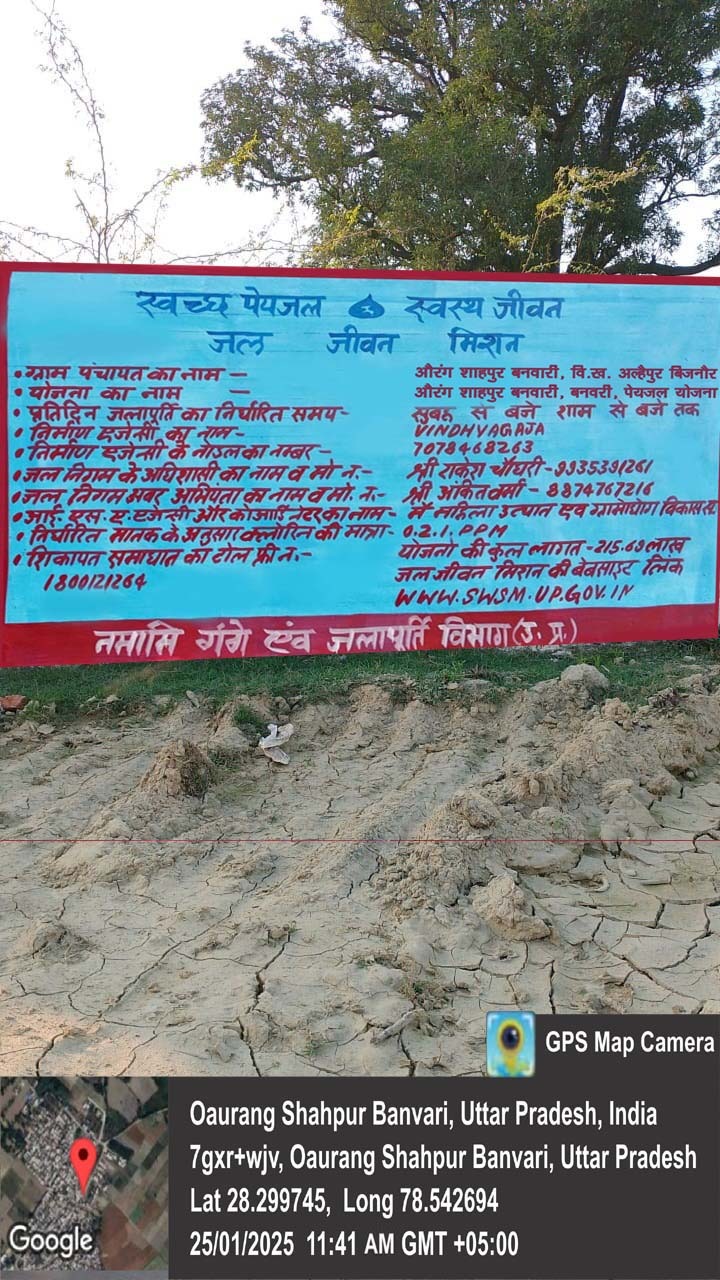 स्वच्छ पेयजल स्वस्थ जीवन
जल जीवन मिशन
• ग्राम पंचायत का नाम — औरंग शाहपुर बनवारी, वि.ख. अल्हैपुर बिजनौर
• योजना का नाम — औरंग शाहपुर बनवारी, बनवरी, पेयजल योजना
• प्रतिदिन जलापूर्ति का निर्धारित समय- सुबह से बजे शाम से बजे तक
• निर्माण एजेंसी का नाम- VINDHYAGAJA
• निर्माण एजेंसी के नोडल का नम्बर- 7078468263
• जल निगम के अधिशासी का नाम व मो. न.- श्री राकेश चौधरी-9935391261
• जल निगम अभियंता का नाम व मो. न.- श्री अंकित वर्मा-8874767216
• आई. एस. ए. एजेन्सी और कोआर्डिनेटर का नाम- मे महिला उत्थान एवं ग्रामोद्योग विकास
• निर्धारित मानक के अनुसार क्लोरिन की मात्रा- 0.2.1.PPM
• शिकायत समाधान का टोल फ्री न.- योजना की कुल लागत-215.69 लाख
1800121264 जल जीवन मिशन की बेबसाइट लिंक
WWW.SWSM.UP.GOV.IN
नमामि गंगे एंव जलापूर्ति विभाग (उ. प्र.)
GPS Map Camera
Oaurang Shahpur Banvari, Uttar Pradesh, India
7gxr+wjv, Oaurang Shahpur Banvari, Uttar Pradesh
Lat 28.299745, Long 78.542694
25/01/2025 11:41 AM GMT +05:00
Google